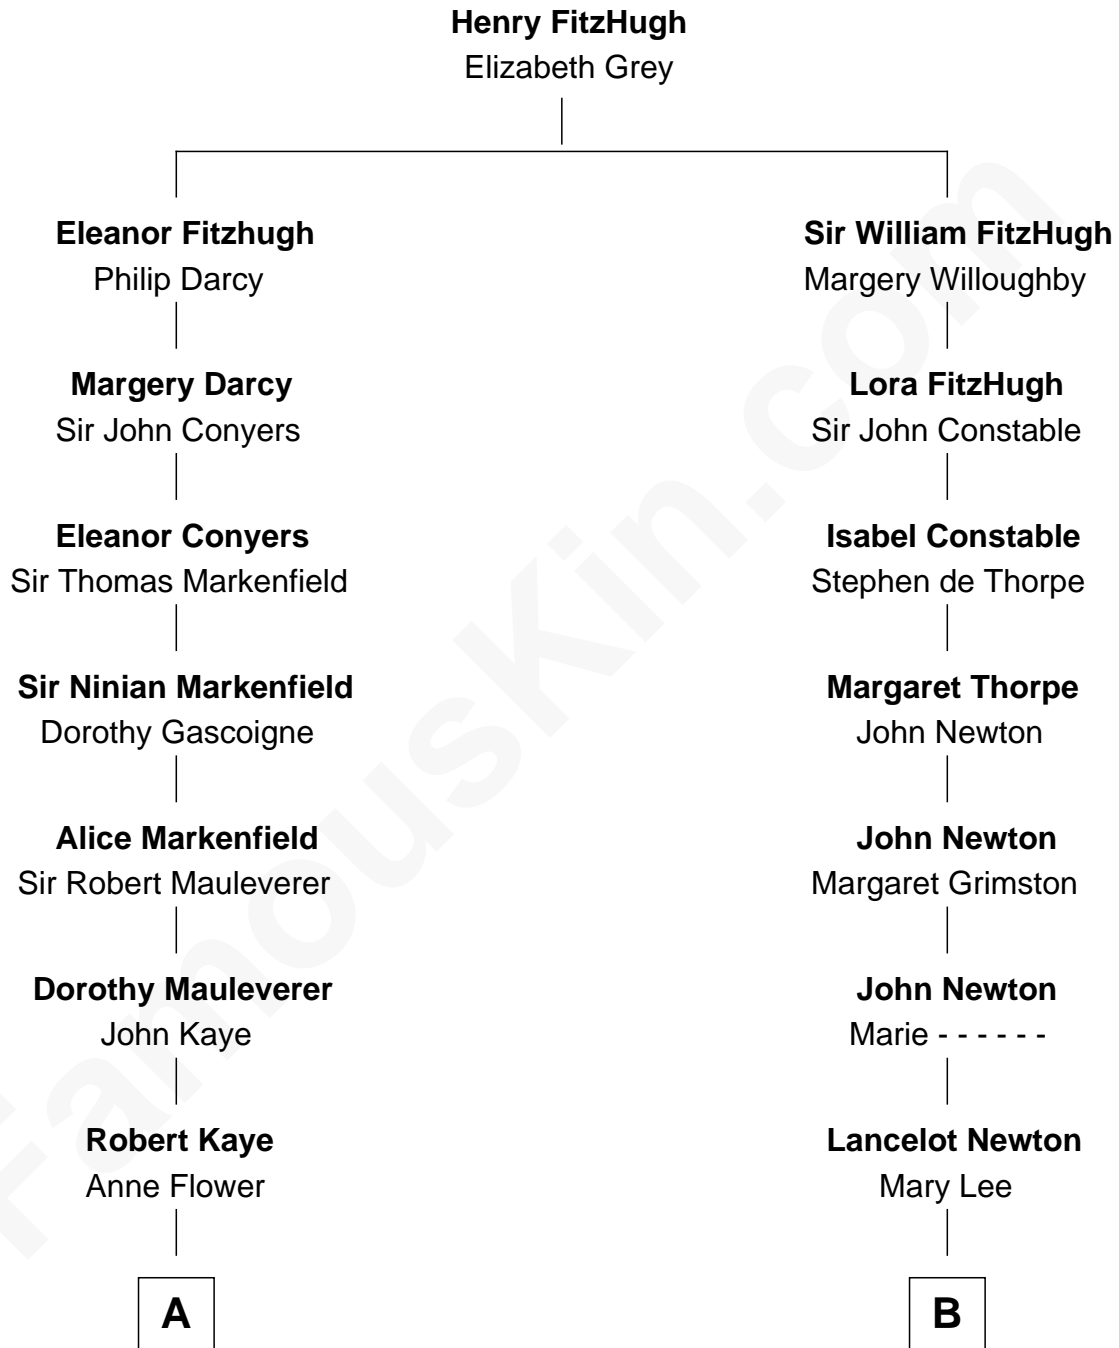 Henry FitzHugh
Elizabeth Grey
Eleanor Fitzhugh
Philip Darcy
Margery Darcy
Sir John Conyers
Eleanor Conyers
Sir Thomas Markenfield
Sir Ninian Markenfield
Dorothy Gascoigne
Alice Markenfield
Sir Robert Mauleverer
Dorothy Mauleverer
John Kaye
Robert Kaye
Anne Flower
A
Sir William FitzHugh
Margery Willoughby
Lora FitzHugh
Sir John Constable
Isabel Constable
Stephen de Thorpe
Margaret Thorpe
John Newton
John Newton
Margaret Grimston
John Newton
Marie - - - - - -
Lancelot Newton
Mary Lee
B
FamousKin.com